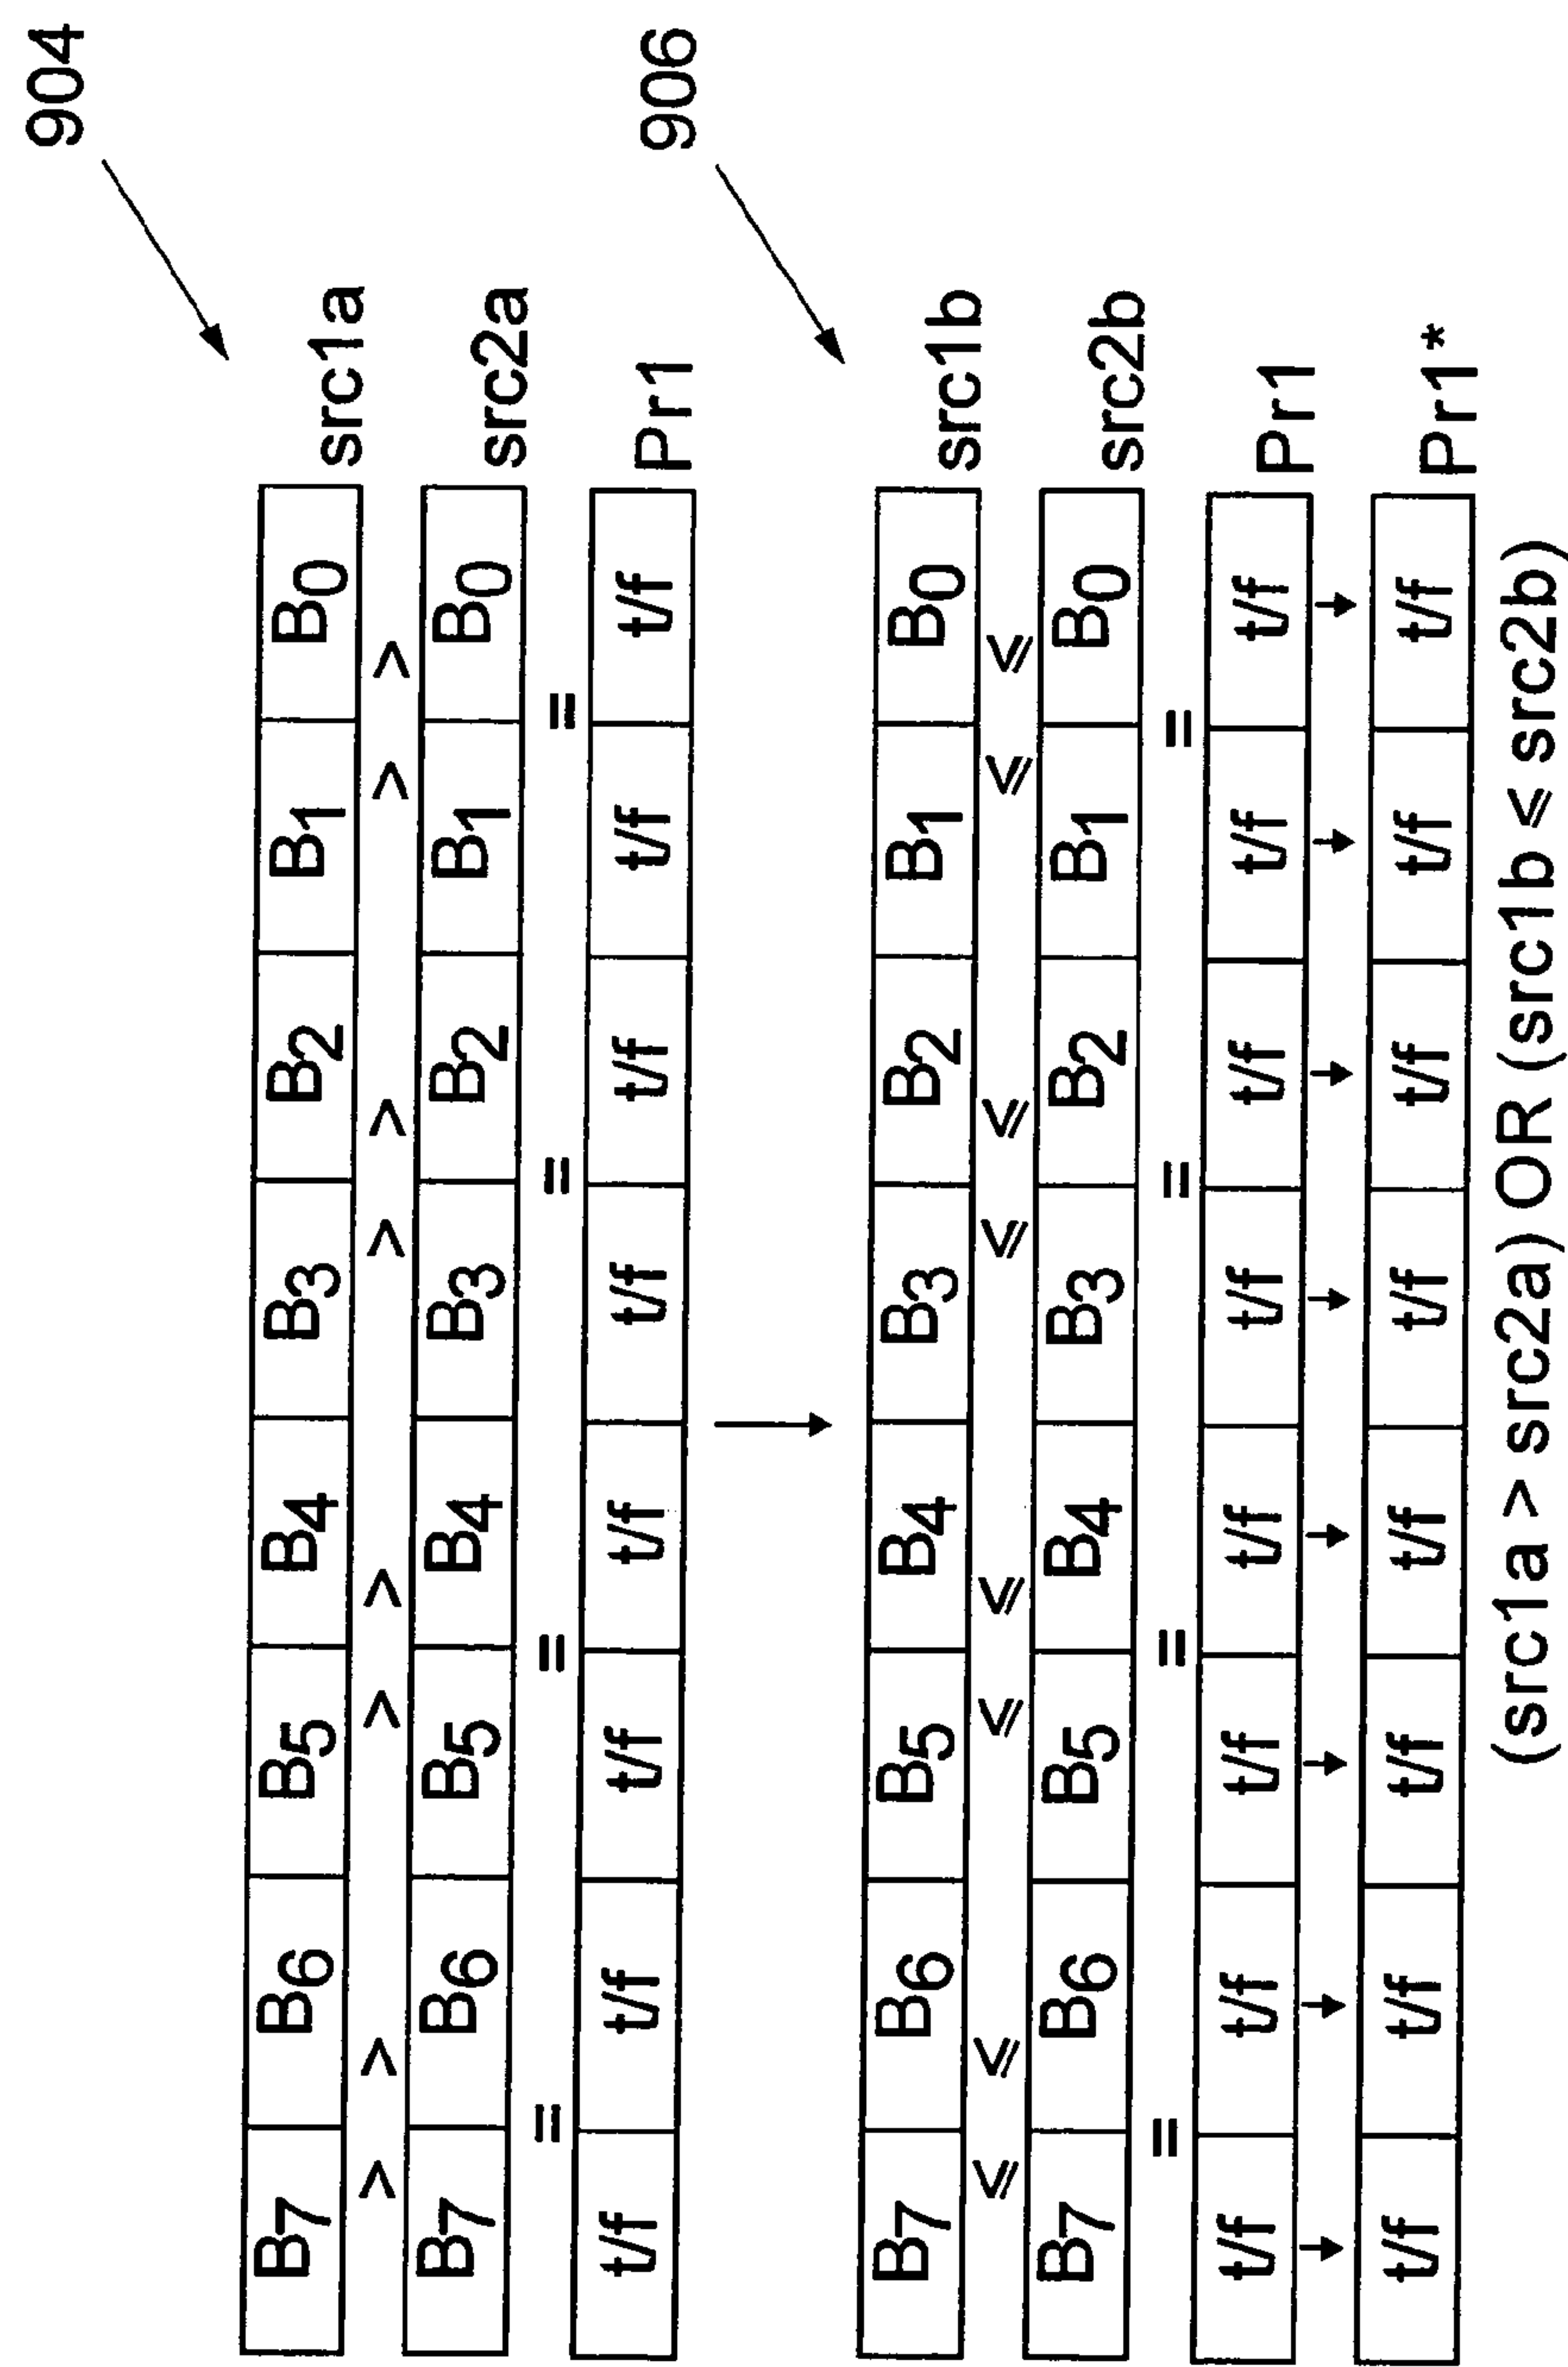 904
B7 B6 B5 B4 B3 B2 B1 B0 src1a
> > > > > > > >
B7 B6 B5 B4 B3 B2 B1 B0 src2a
= = = =
t/f t/f t/f t/f t/f t/f t/f t/f Pr1
906
B7 B6 B5 B4 B3 B2 B1 B0 src1b
⩽ ⩽ ⩽ ⩽ ⩽ ⩽ ⩽ ⩽
B7 B6 B5 B4 B3 B2 B1 B0 src2b
= = = =
t/f t/f t/f t/f t/f t/f t/f t/f Pr1
t/f t/f t/f t/f t/f t/f t/f t/f Pr1*
(src1a > src2a) OR (src1b ⩽ src2b)